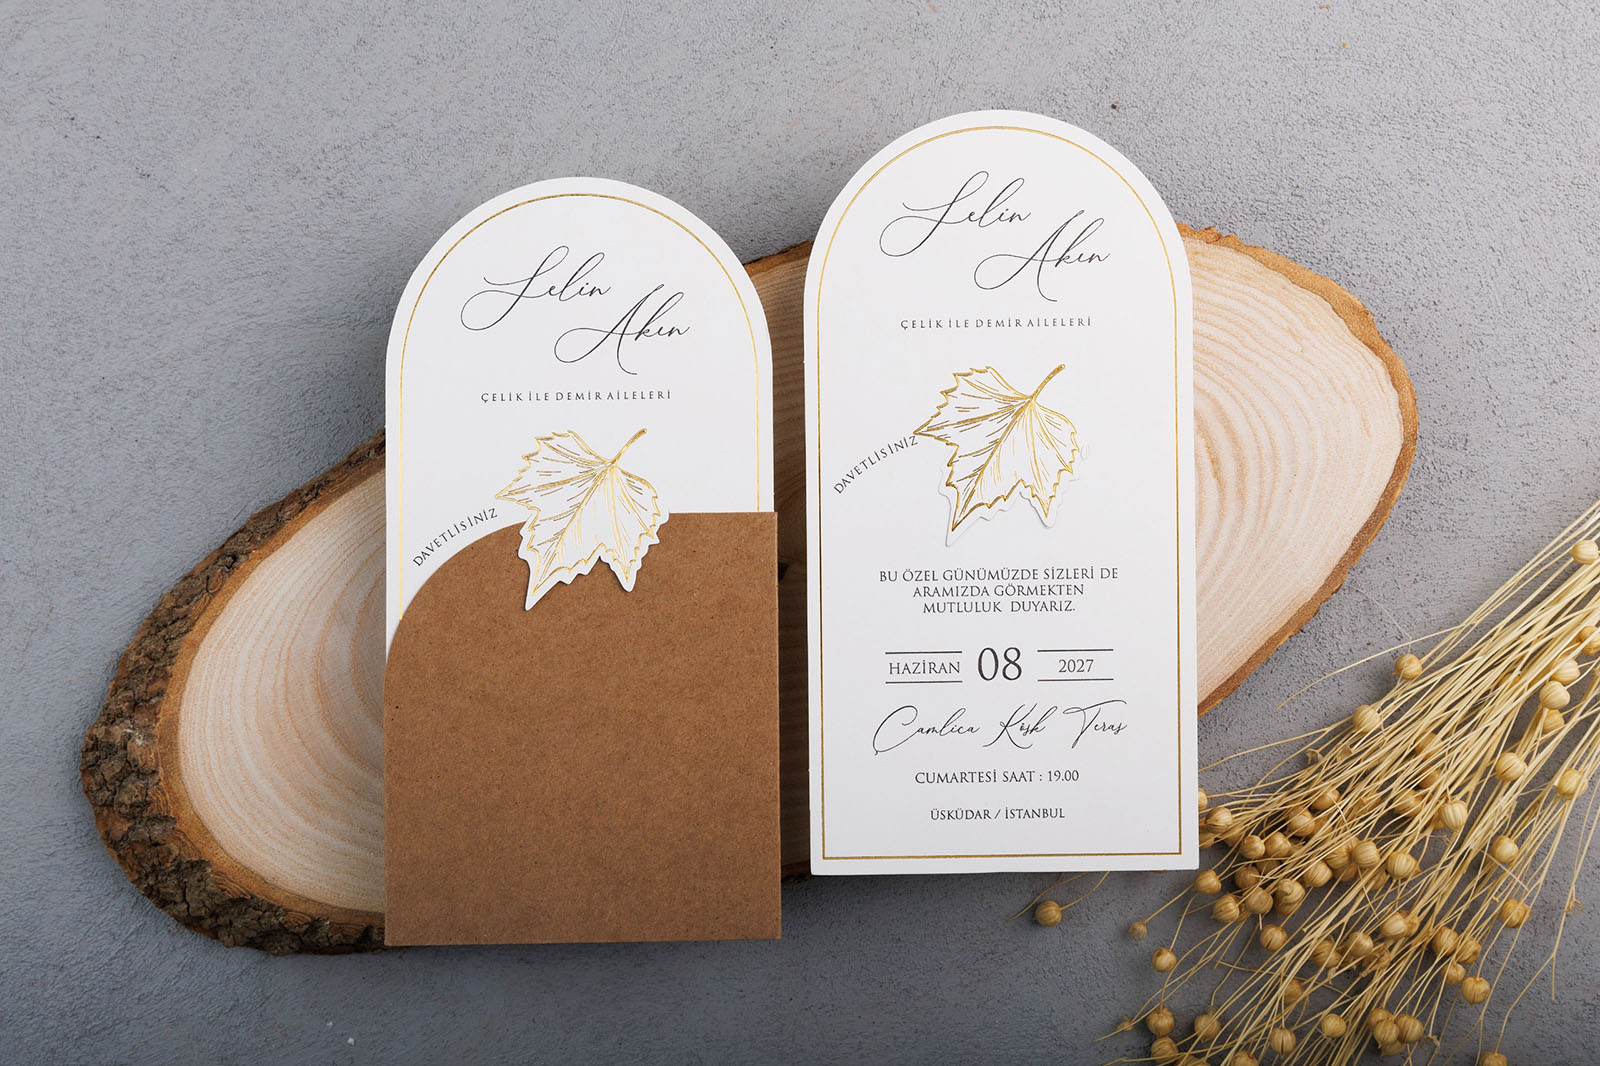 Selin
Akın
ÇELİK İLE DEMİR AİLELERİ
DAVETLİSİNİZ
Selin
Akın
ÇELİK İLE DEMİR AİLELERİ
DAVETLİSİNİZ
BU ÖZEL GÜNÜMÜZDE SİZLERİ DE
ARAMIZDA GÖRMEKTEN
MUTLULUK DUYARIZ.
HAZİRAN 08 2027
Çamlıca Köşk Teras
CUMARTESİ SAAT : 19.00
ÜSKÜDAR / İSTANBUL